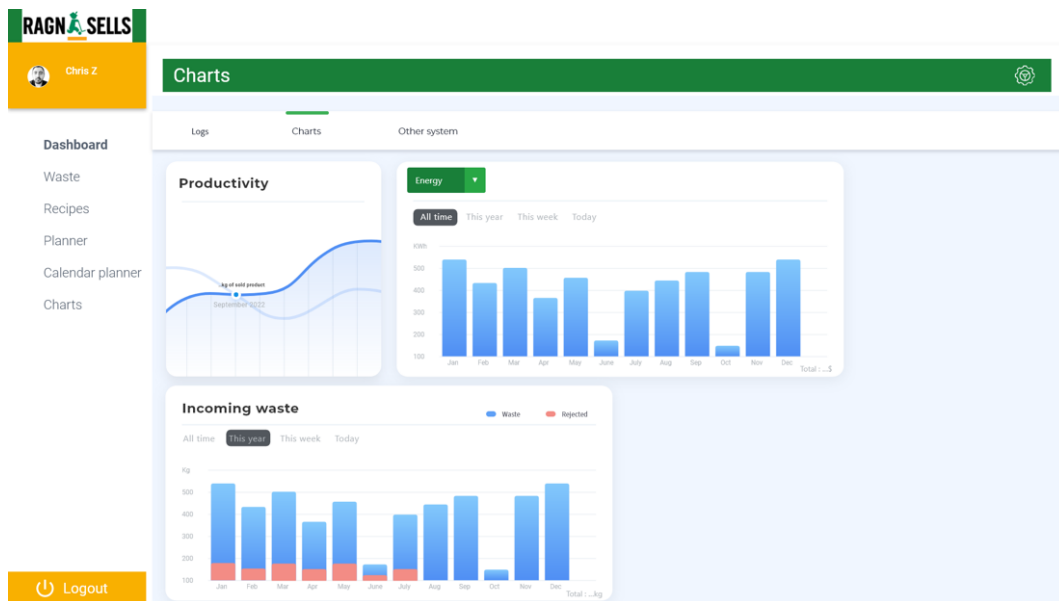 RAGN SELLS
Chris Z
Charts
Logs
Charts
Other system
Dashboard
Waste
Recipes
Planner
Calendar planner
Charts
Logout
Productivity
..kg of sold product
September 2022
Energy
All time This year This week Today
KWh
500
400
300
200
100
Jan Feb Mar Apr May June July Aug Sep Oct Nov Dec
Total : ...$
Incoming waste
Waste Rejected
All time This year This week Today
Kg
500
400
300
200
100
Jan Feb Mar Apr May June July Aug Sep Oct Nov Dec
Total : ...kg